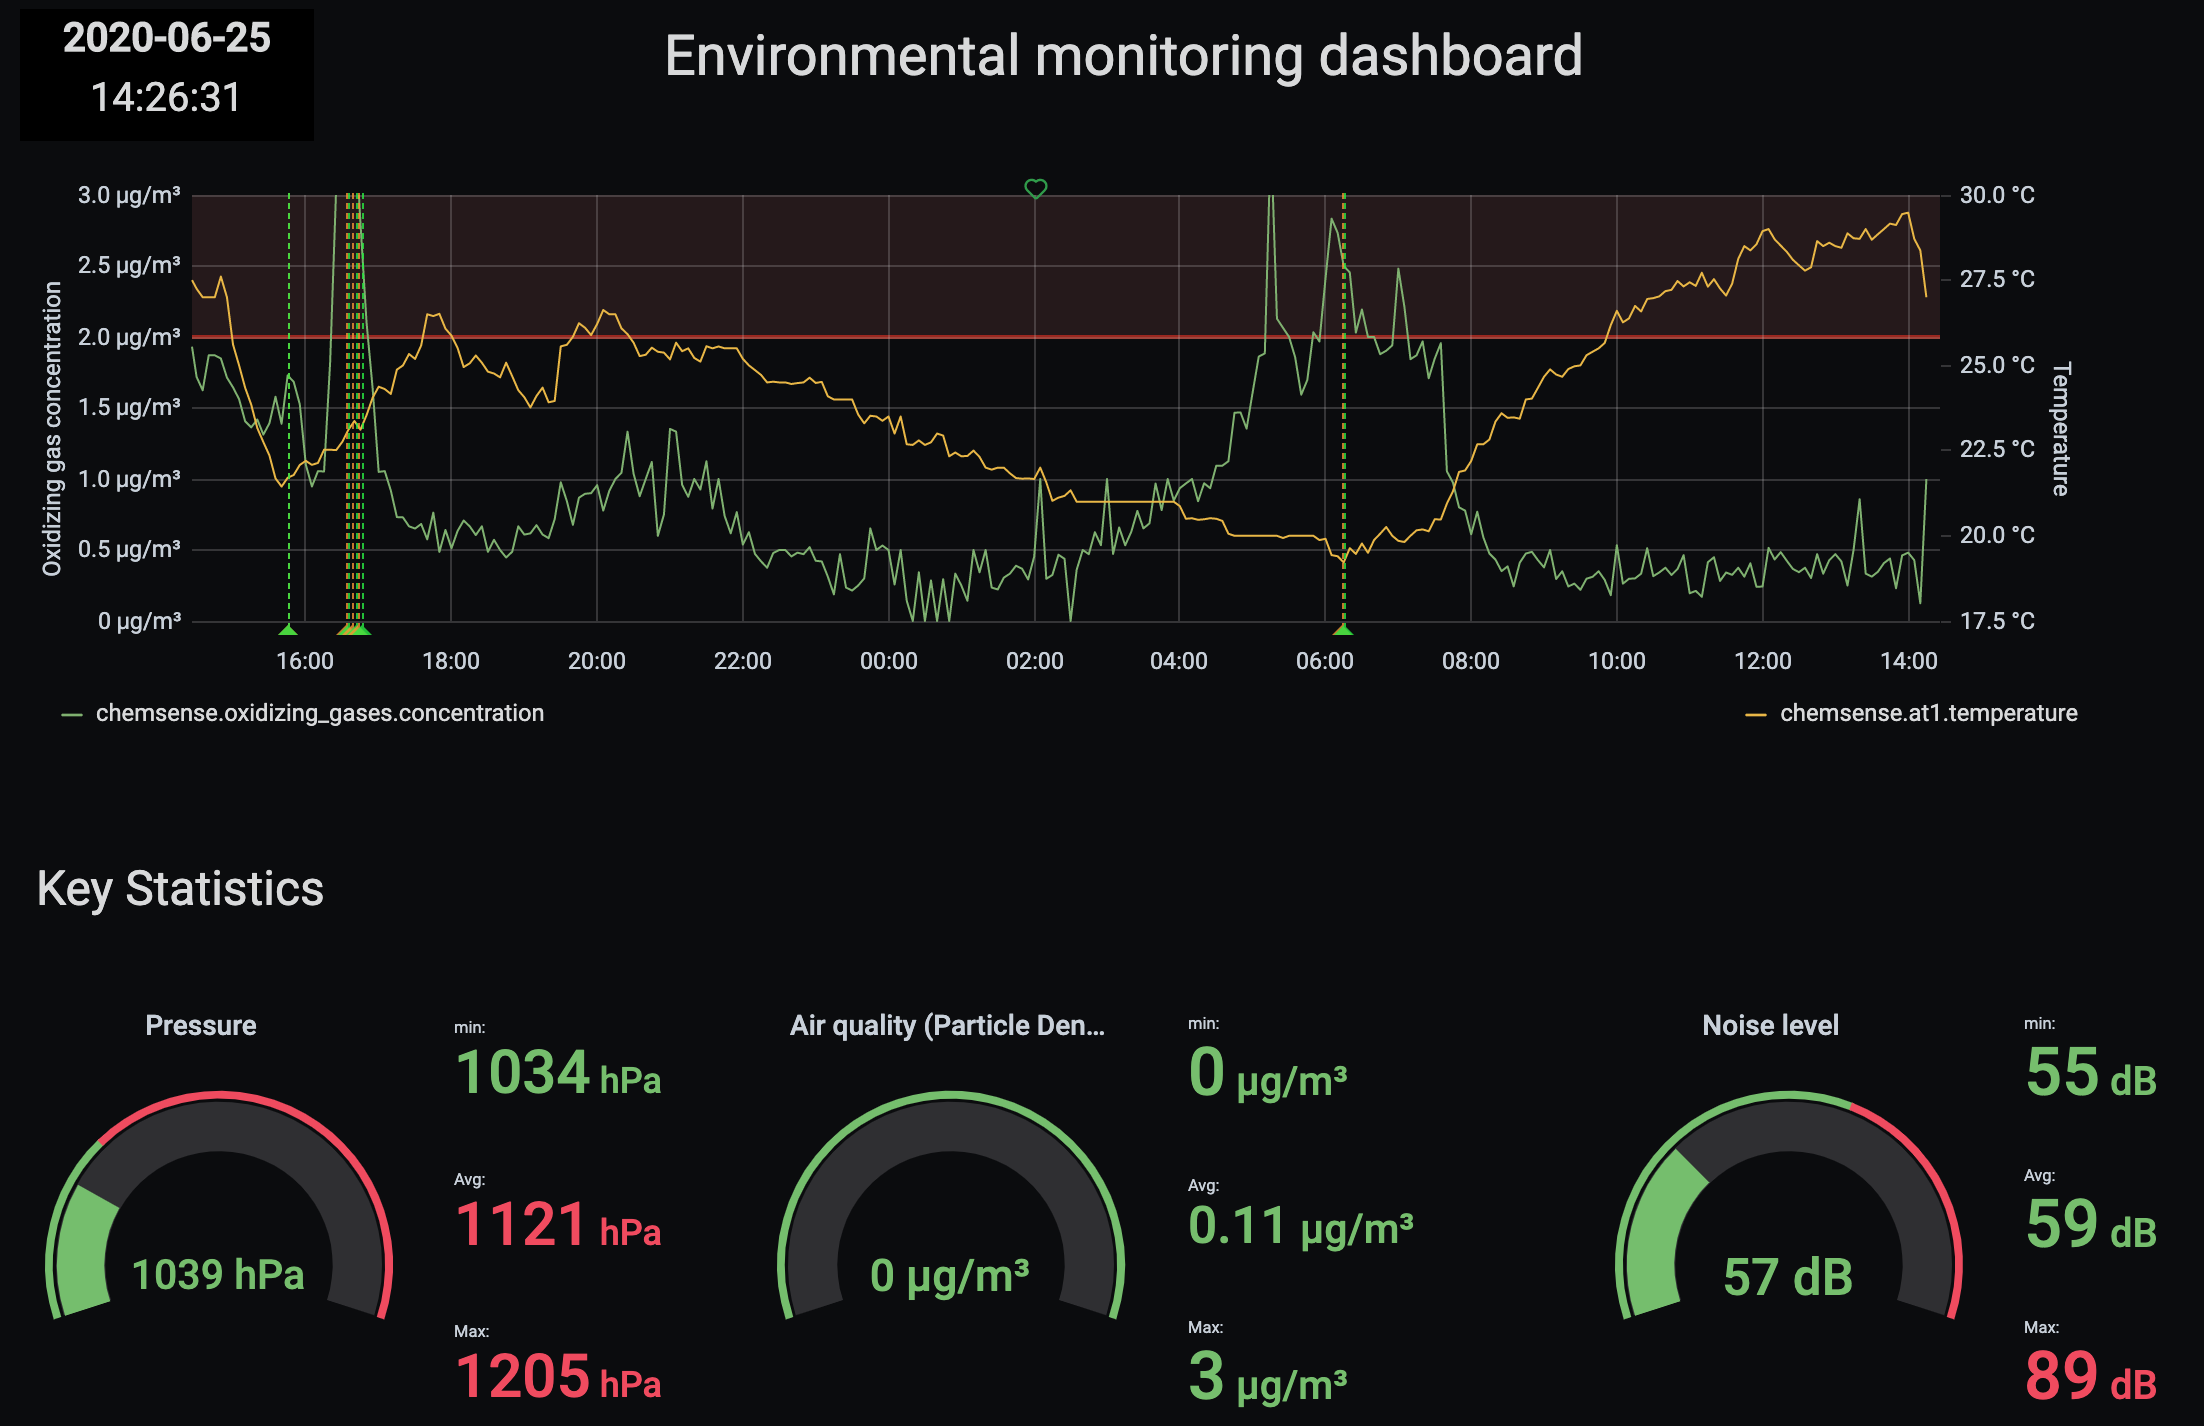 2020-06-25
14:26:31
Environmental monitoring dashboard
3.0 µg/m³
2.5 µg/m³
2.0 µg/m³
1.5 µg/m³
1.0 µg/m³
0.5 µg/m³
0 µg/m³
Oxidizing gas concentration
30.0 °C
27.5 °C
25.0 °C
22.5 °C
20.0 °C
17.5 °C
Temperature
16:00 18:00 20:00 22:00 00:00 02:00 04:00 06:00 08:00 10:00 12:00 14:00
chemsense.oxidizing_gases.concentration
chemsense.at1.temperature
Key Statistics
Pressure
1039 hPa
min:
1034 hPa
Avg:
1121 hPa
Max:
1205 hPa
Air quality (Particle Den...
0 µg/m³
min:
0 µg/m³
Avg:
0.11 µg/m³
Max:
3 µg/m³
Noise level
57 dB
min:
55 dB
Avg:
59 dB
Max:
89 dB